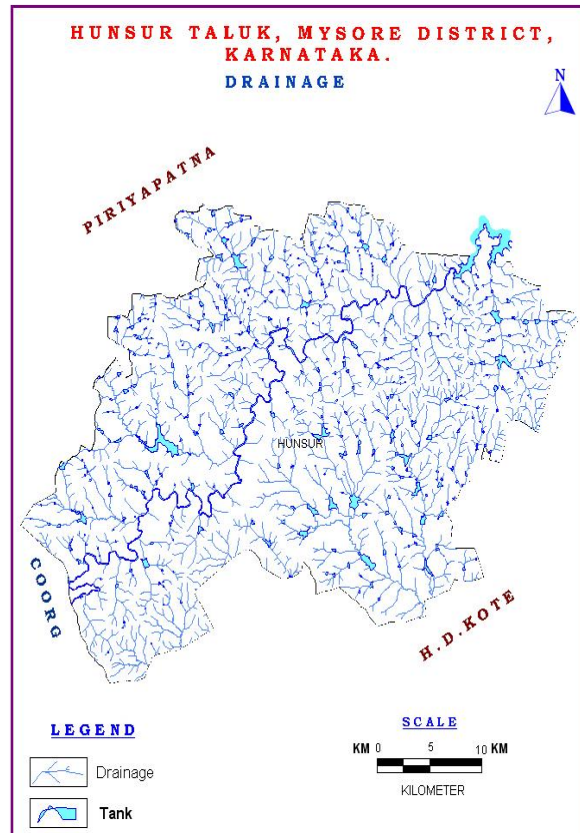 HUNSUR TALUK, MYSORE DISTRICT,
KARNATAKA.
DRAINAGE
N
PIRIYAPATNA
HUNSUR
COORG
H.D.KOTE
LEGEND
Drainage
Tank
SCALE
KM 0 5 10 KM
KILOMETER